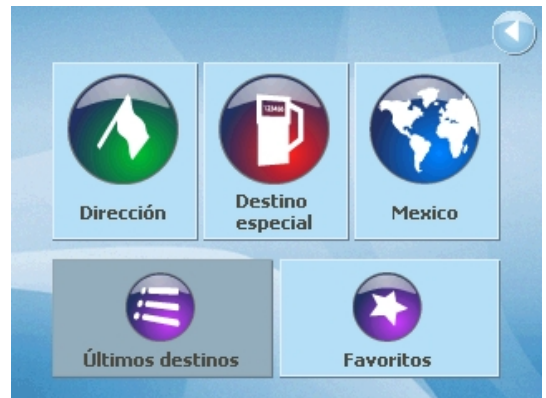 Dirección
Destino
especial
Mexico
Últimos destinos
Favoritos